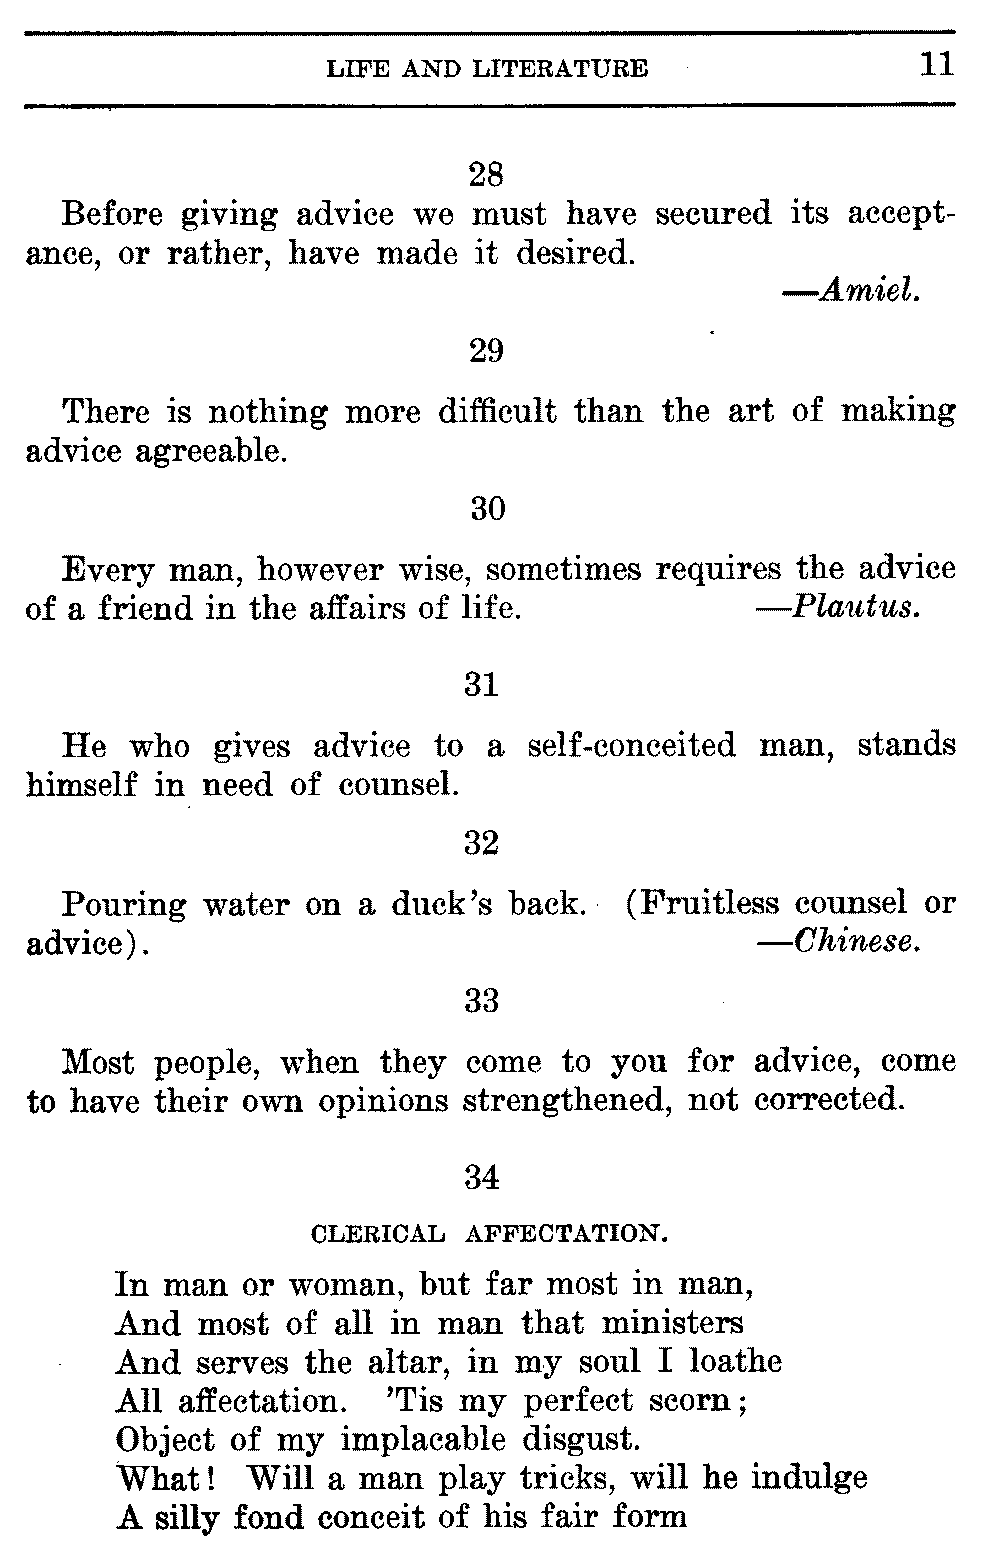 LIFE AND LITERATURE 11
28
Before giving advice we must have secured its accept-
ance, or rather, have made it desired.
—Amiel.
29
There is nothing more difficult than the art of making
advice agreeable.
30
Every man, however wise, sometimes requires the advice
of a friend in the affairs of life. —Plautus.
31
He who gives advice to a self-conceited man, stands
himself in need of counsel.
32
Pouring water on a duck's back. (Fruitless counsel or
advice). —Chinese.
33
Most people, when they come to you for advice, come
to have their own opinions strengthened, not corrected.
34
CLERICAL AFFECTATION.
In man or woman, but far most in man,
And most of all in man that ministers
And serves the altar, in my soul I loathe
All affectation. 'Tis my perfect scorn;
Object of my implacable disgust.
What! Will a man play tricks, will he indulge
A silly fond conceit of his fair form